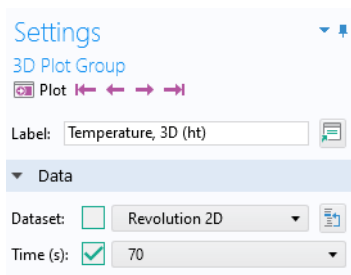 Settings
3D Plot Group
Plot
Label: Temperature, 3D (ht)
Data
Dataset: Revolution 2D
Time (s): 70